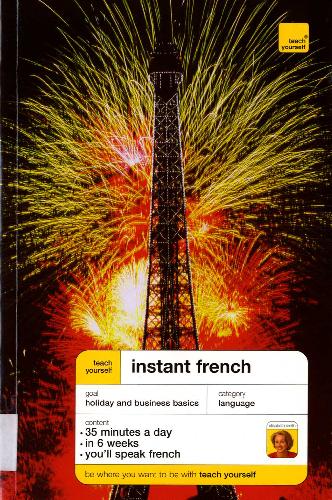 teach
yourself
teach
yourself
instant french
goal
holiday and business basics
category
language
content
• 35 minutes a day
• in 6 weeks
• you'll speak french
be where you want to be with teach yourself